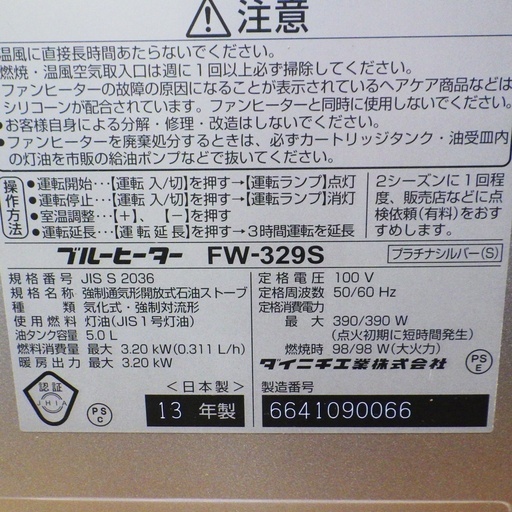 注意
温風に直接長時間あたらないでください。
燃焼・温風空気取入口は週に1回以上必ず掃除してください。
ファンヒーターの故障の原因になることが表示されているヘアケア商品などは
シリコーンが配合されています。ファンヒーターと同時に使用しないでください。
●お客様自身による分解・修理・改造はしないでください。
●ファンヒーターを廃棄処分するときは、必ずカートリッジタンク・油受皿内
の灯油を市販の給油ポンプなどで抜いてください。
操作方法
●運転開始…【運転 入/切】を押す→【運転ランプ】点灯
●運転停止…【運転 入/切】を押す→【運転ランプ】消灯
●室温調整…【+】、【-】を押す
●運転延長…【運転延長】を押す→3時間運転を延長
2シーズンに1回程
度、販売店などに点
検依頼(有料)をおす
すめします。
ブルーヒーター FW-329S プラチナシルバー(S)
規格番号 JIS S 2036
規格名 強制通気形開放式石油ストーブ
種類 気化式・強制対流形
使用燃料 灯油(JIS1号灯油)
油タンク容量 5.0 L
燃料消費量 最大 3.20 kW(0.311 L/h)
暖房出力 最大 3.20 kW
定格電圧 100 V
定格周波数 50/60 Hz
定格消費電力
最大 390/390 W
(点火初期に短時間発生)
燃焼時 98/98 W(大火力)
ダイニチ工業株式会社
PS
E
認証
JHIA
PS
C
<日本製>
13 年製
製造番号
6641090066